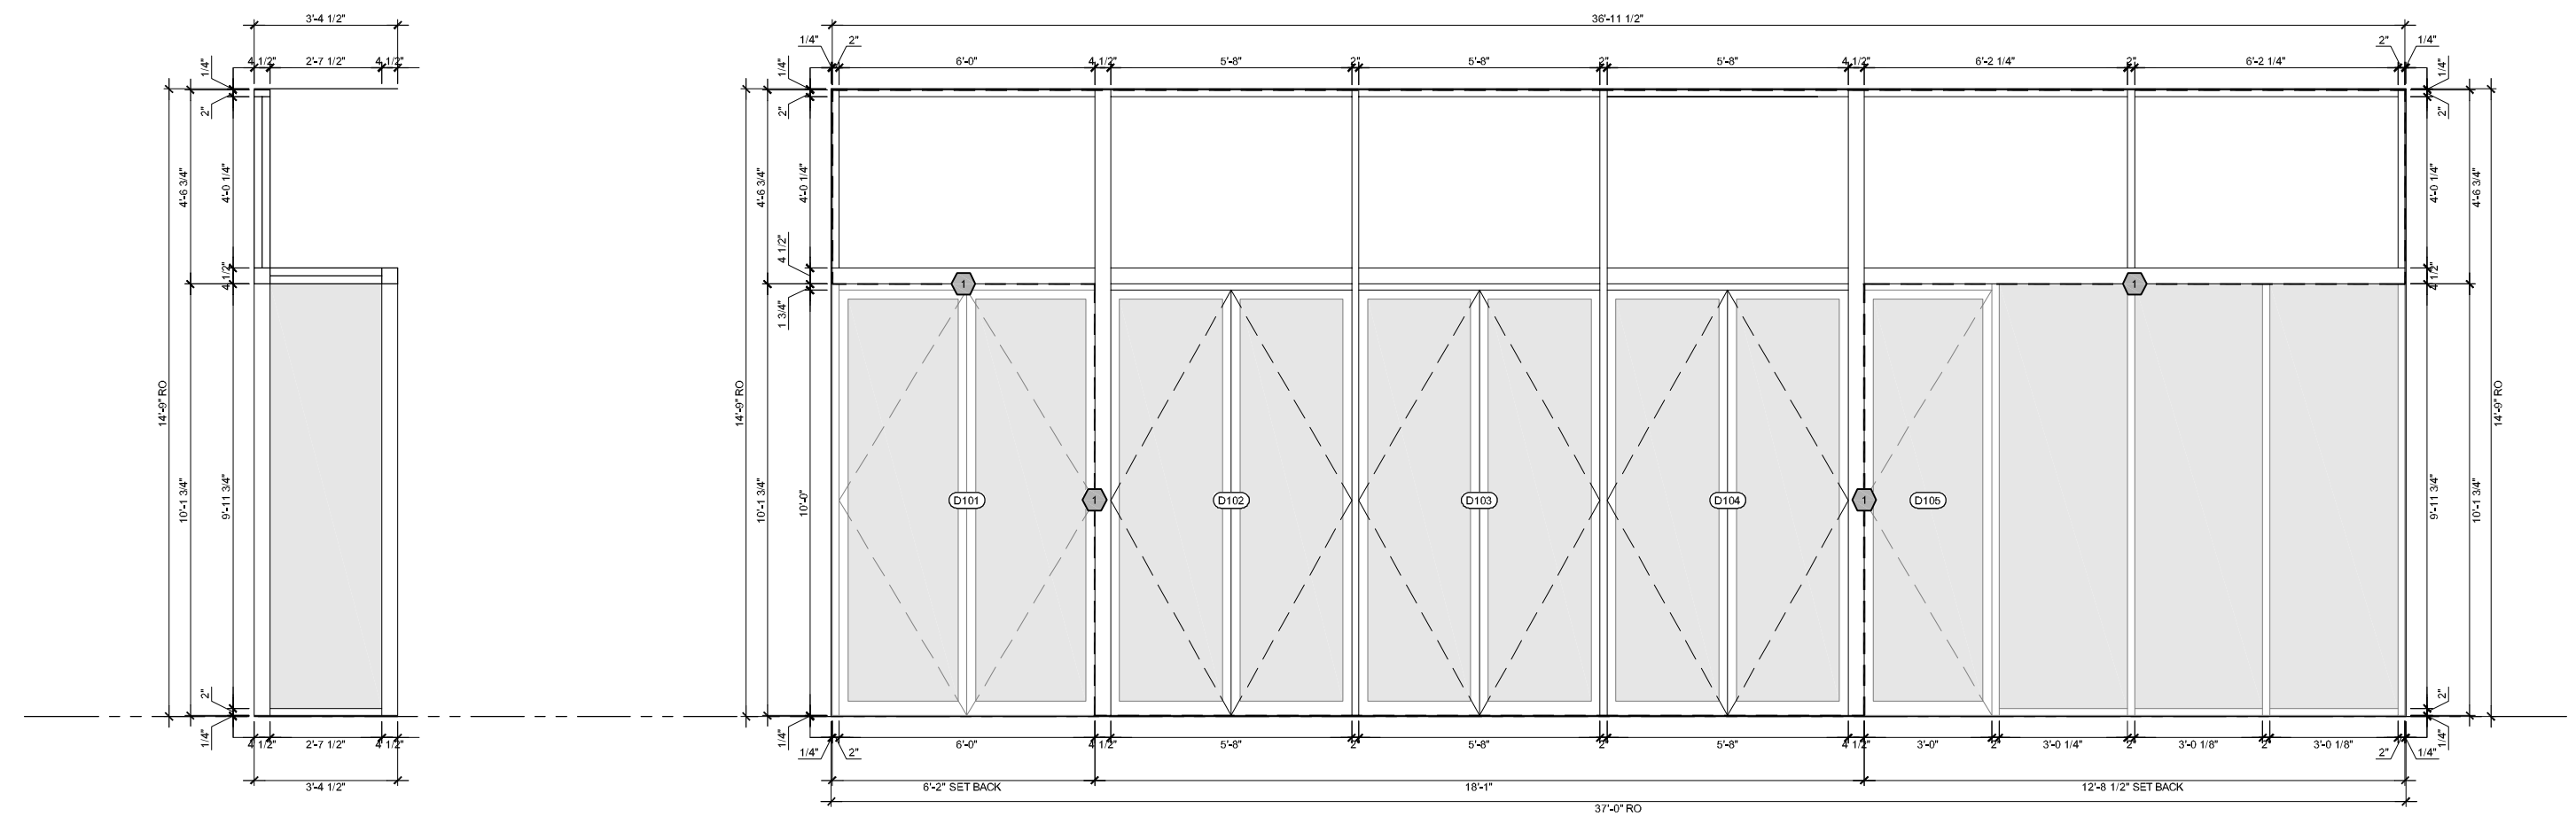 3'-4 1/2"
4 1/2" 2'-7 1/2" 4 1/2"
1/4"
2"
4'-0 1/4"
4'-6 3/4"
4 1/2"
14'-9" RO
10'-1 3/4"
9'-11 3/4"
2"
1/4"
4 1/2" 2'-7 1/2" 4 1/2"
3'-4 1/2"
36'-11 1/2"
1/4" 2" 2" 1/4"
6'-0" 4 1/2" 5'-8" 2" 5'-8" 2" 5'-8" 4 1/2" 6'-2 1/4" 2" 6'-2 1/4"
1/4"
2"
4'-0 1/4"
4'-6 3/4"
4 1/2"
1 3/4"
14'-9" RO
10'-1 3/4"
10'-0"
1/4"
1
1
1
1
D101 D102 D103 D104 D105
1/4"
2"
4'-0 1/4"
4'-6 3/4"
4 1/2"
14'-9" RO
9'-11 3/4"
10'-1 3/4"
2"
1/4"
6'-0" 4 1/2" 5'-8" 2" 5'-8" 2" 5'-8" 4 1/2" 3'-0" 2" 3'-0 1/4" 2" 3'-0 1/8" 2" 3'-0 1/8"
1/4" 2" 2" 1/4"
6'-2" SET BACK 18'-1" 12'-8 1/2" SET BACK
37'-0" RO